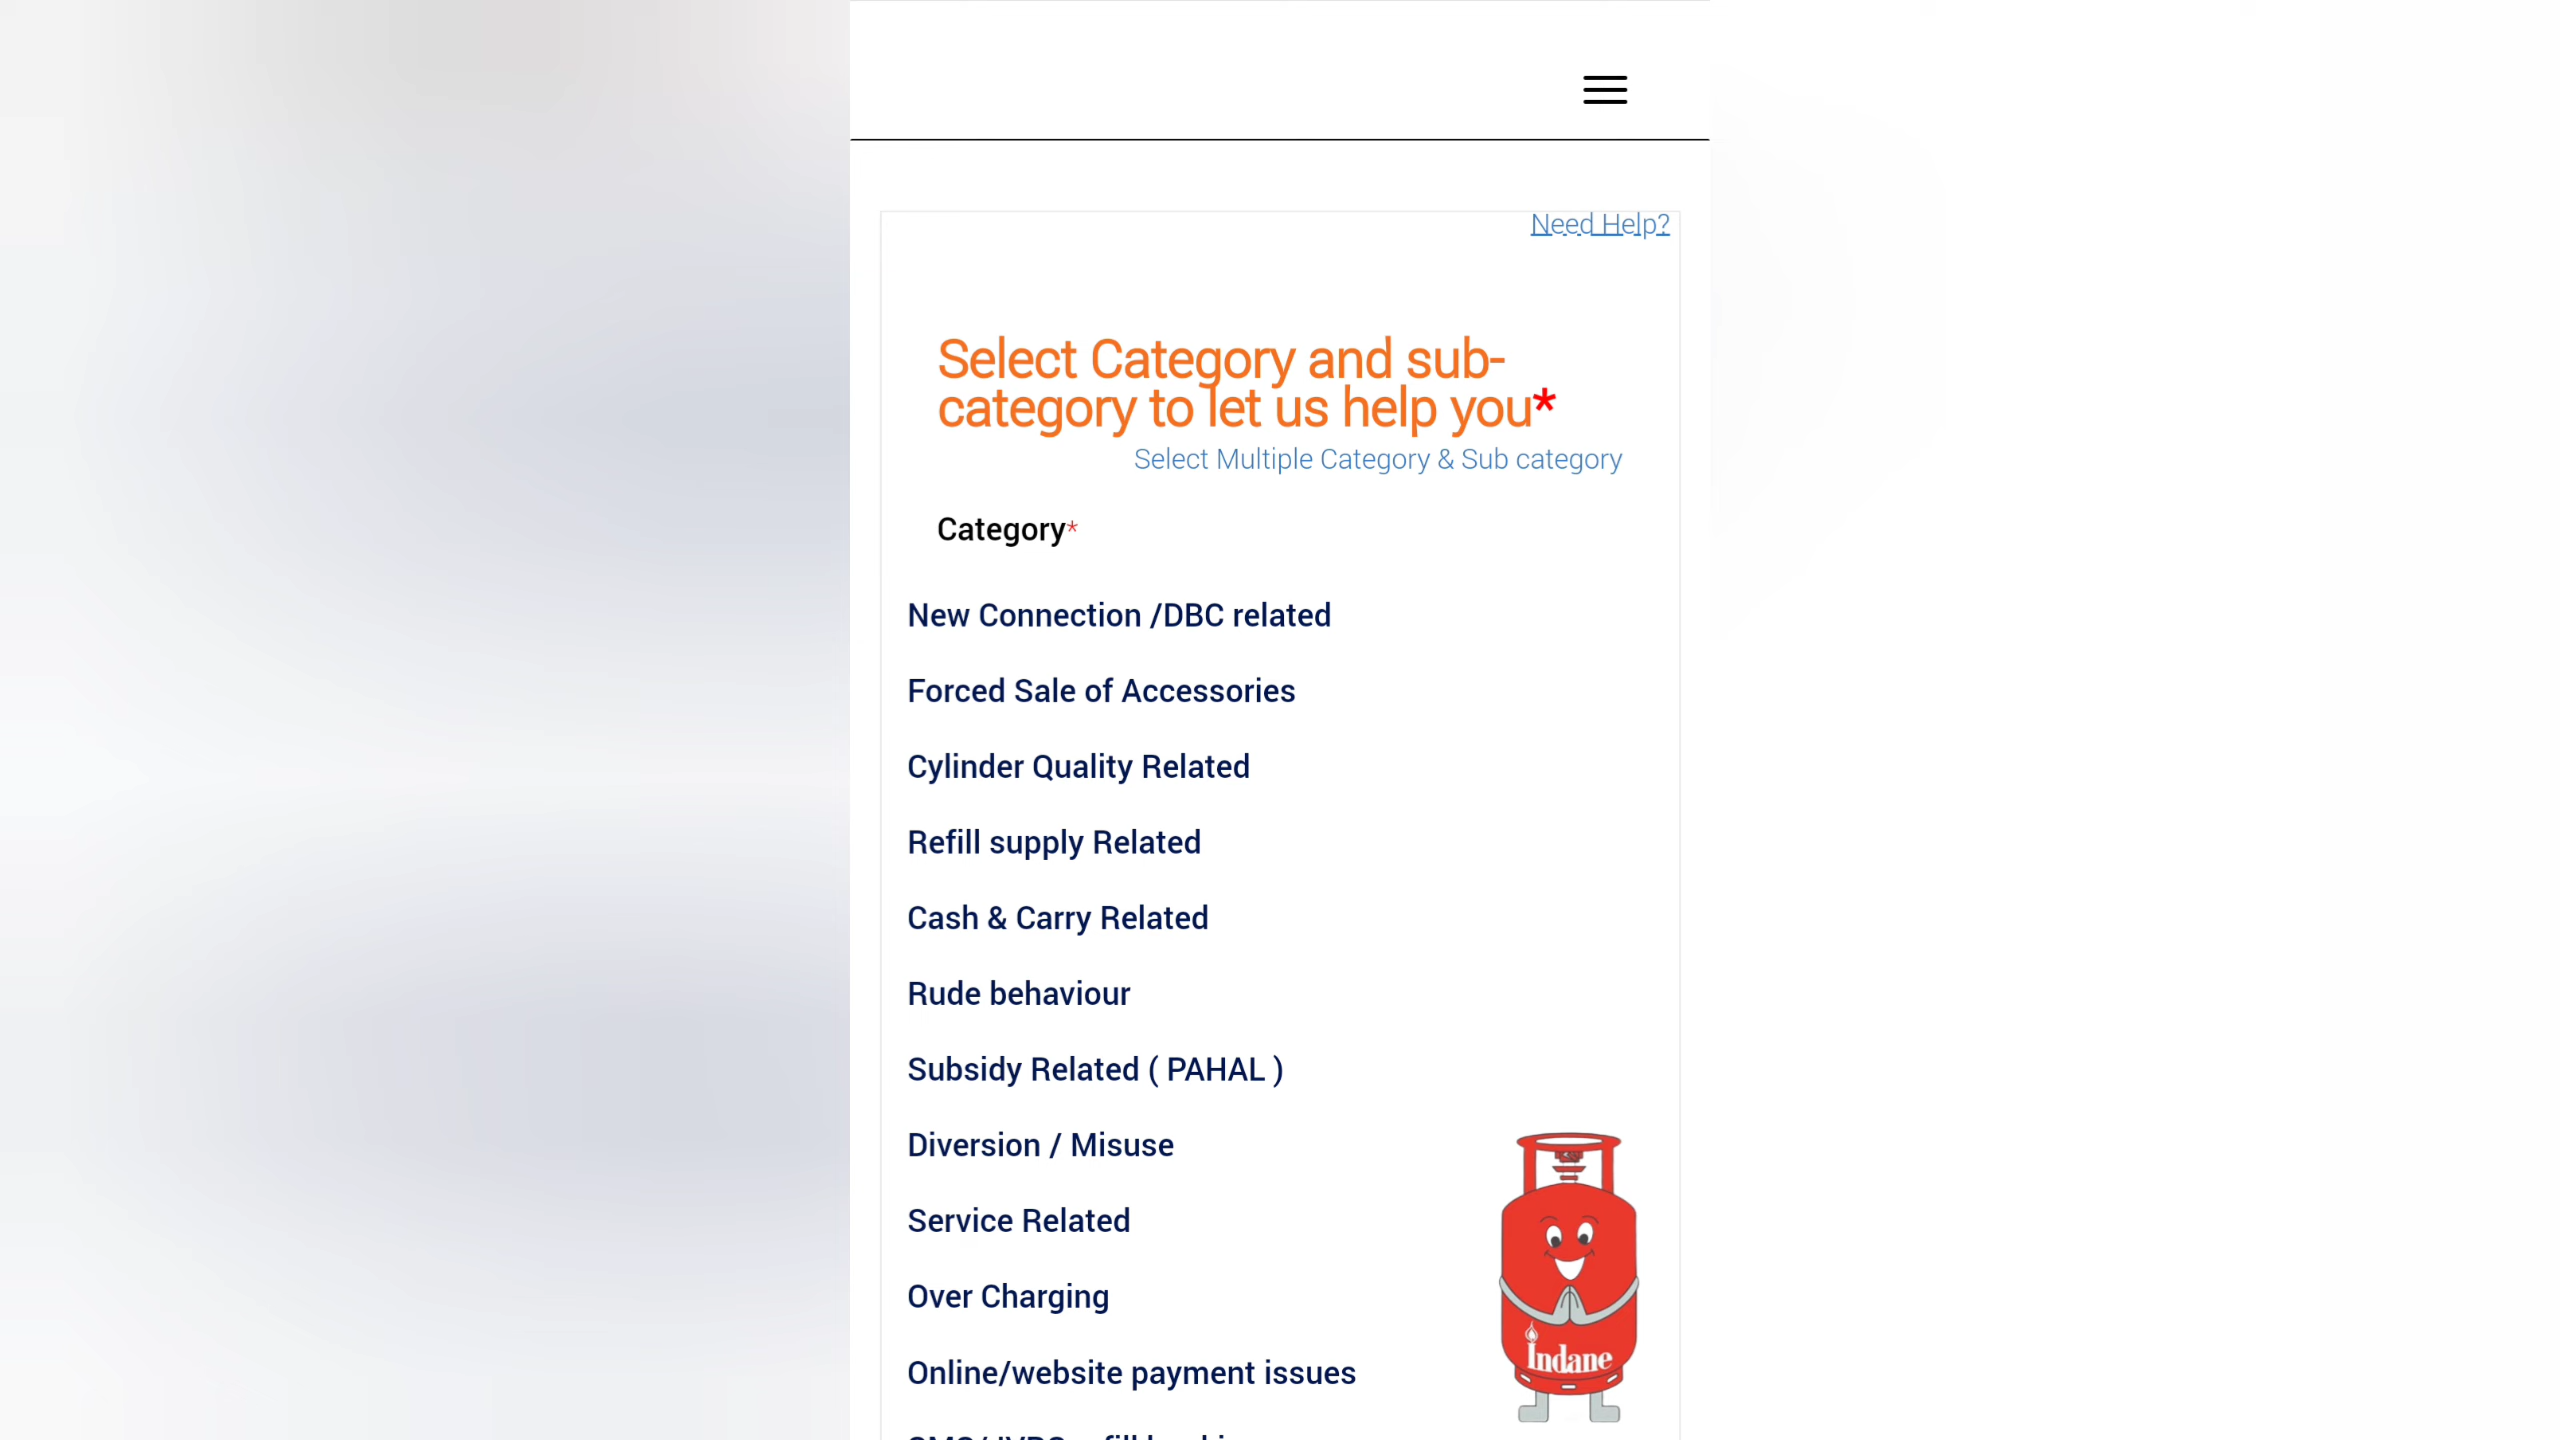 Need Help?
Select Category and sub-
category to let us help you*
Select Multiple Category & Sub category
Category*
New Connection /DBC related
Forced Sale of Accessories
Cylinder Quality Related
Refill supply Related
Cash & Carry Related
Rude behaviour
Subsidy Related ( PAHAL )
Diversion / Misuse
Service Related
Over Charging
Indane
Online/website payment issues